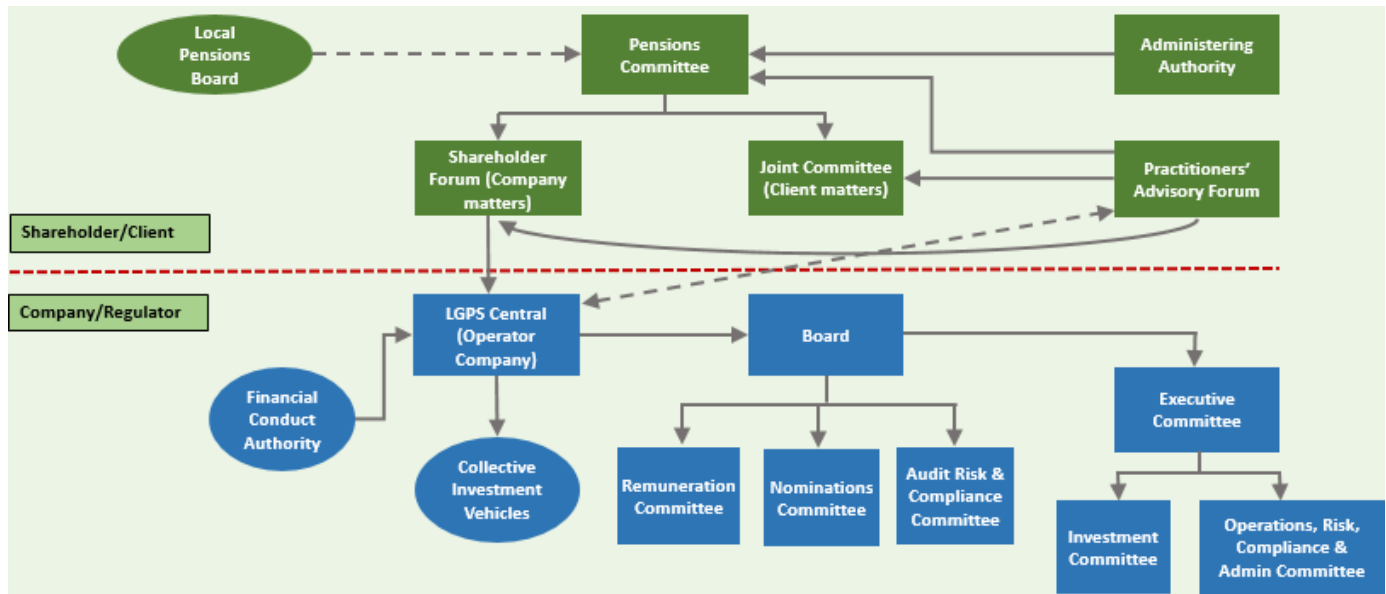 Local
Pensions
Board
Pensions
Committee
Administering
Authority
Shareholder
Forum (Company
matters)
Joint Committee
(Client matters)
Practitioners’
Advisory Forum
Shareholder/Client
Company/Regulator
LGPS Central
(Operator
Company)
Board
Financial
Conduct
Authority
Executive
Committee
Collective
Investment
Vehicles
Remuneration
Committee
Nominations
Committee
Audit Risk &
Compliance
Committee
Investment
Committee
Operations, Risk,
Compliance &
Admin Committee